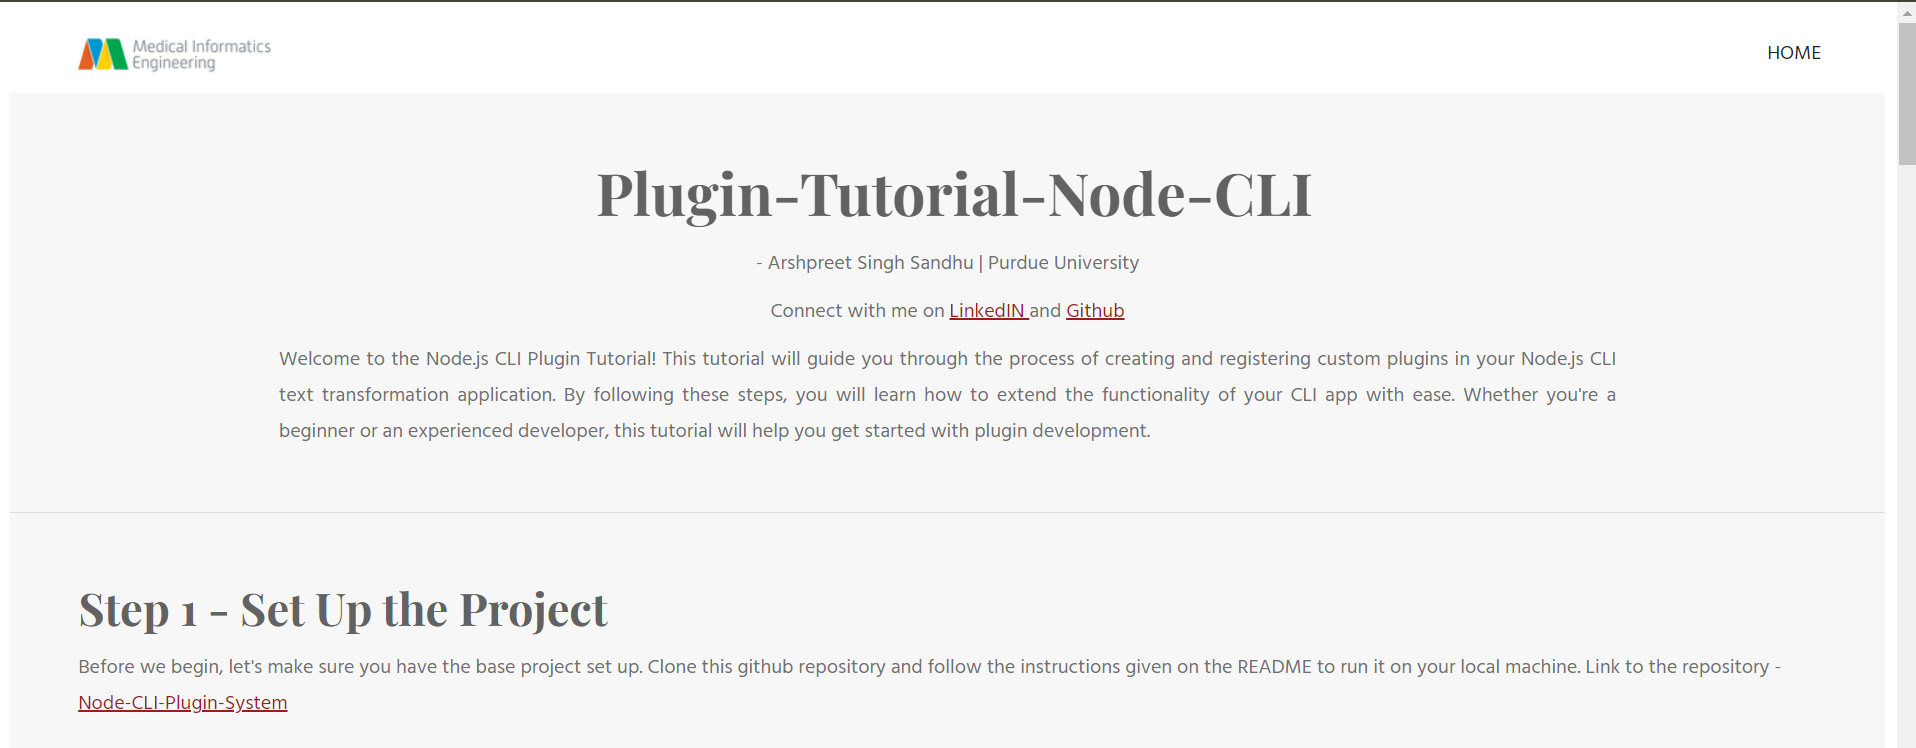 Medical Informatics
Engineering
HOME
Plugin-Tutorial-Node-CLI
- Arshpreet Singh Sandhu | Purdue University
Connect with me on LinkedIN and Github
Welcome to the Node.js CLI Plugin Tutorial! This tutorial will guide you through the process of creating and registering custom plugins in your Node.js CLI
text transformation application. By following these steps, you will learn how to extend the functionality of your CLI app with ease. Whether you're a
beginner or an experienced developer, this tutorial will help you get started with plugin development.
Step 1 - Set Up the Project
Before we begin, let's make sure you have the base project set up. Clone this github repository and follow the instructions given on the README to run it on your local machine. Link to the repository -
Node-CLI-Plugin-System